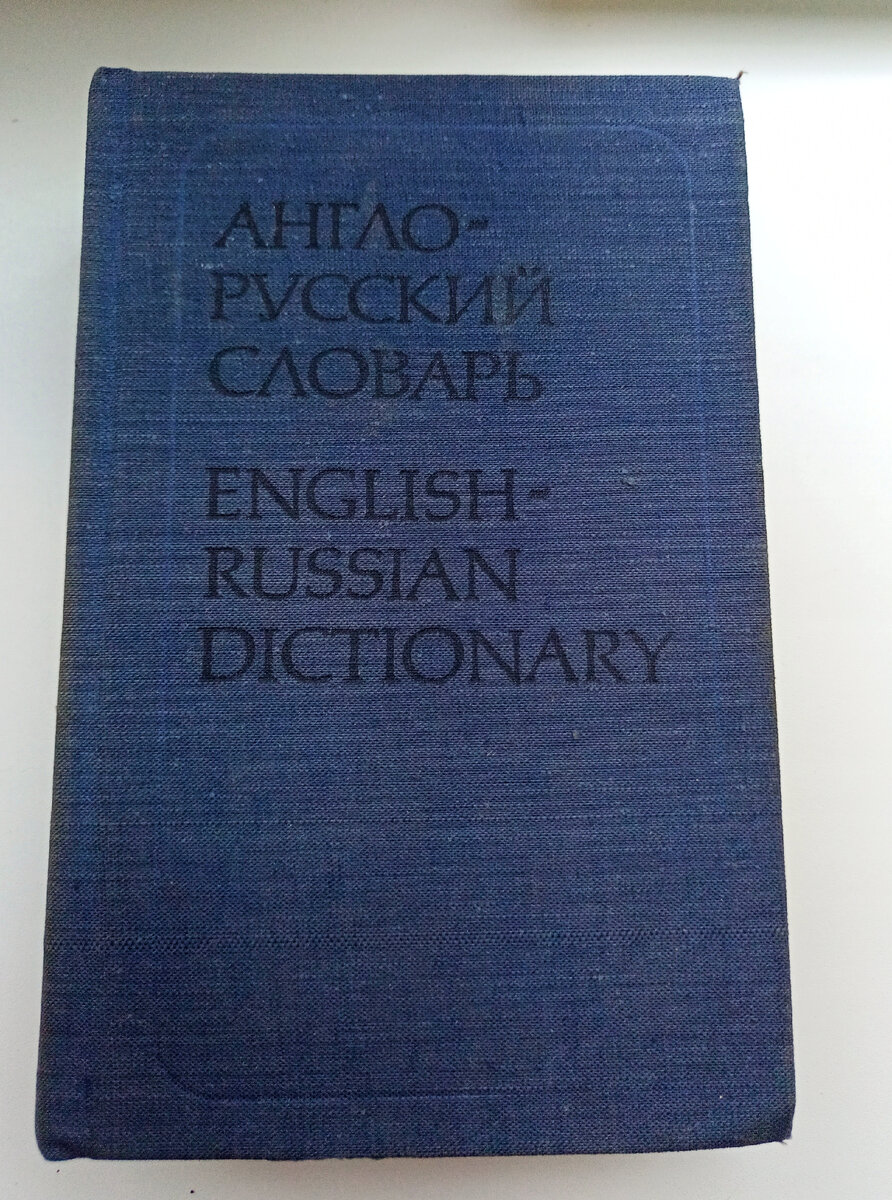 АНГЛО-
РУССКИЙ
СЛОВАРЬ
ENGLISH-
RUSSIAN
DICTIONARY